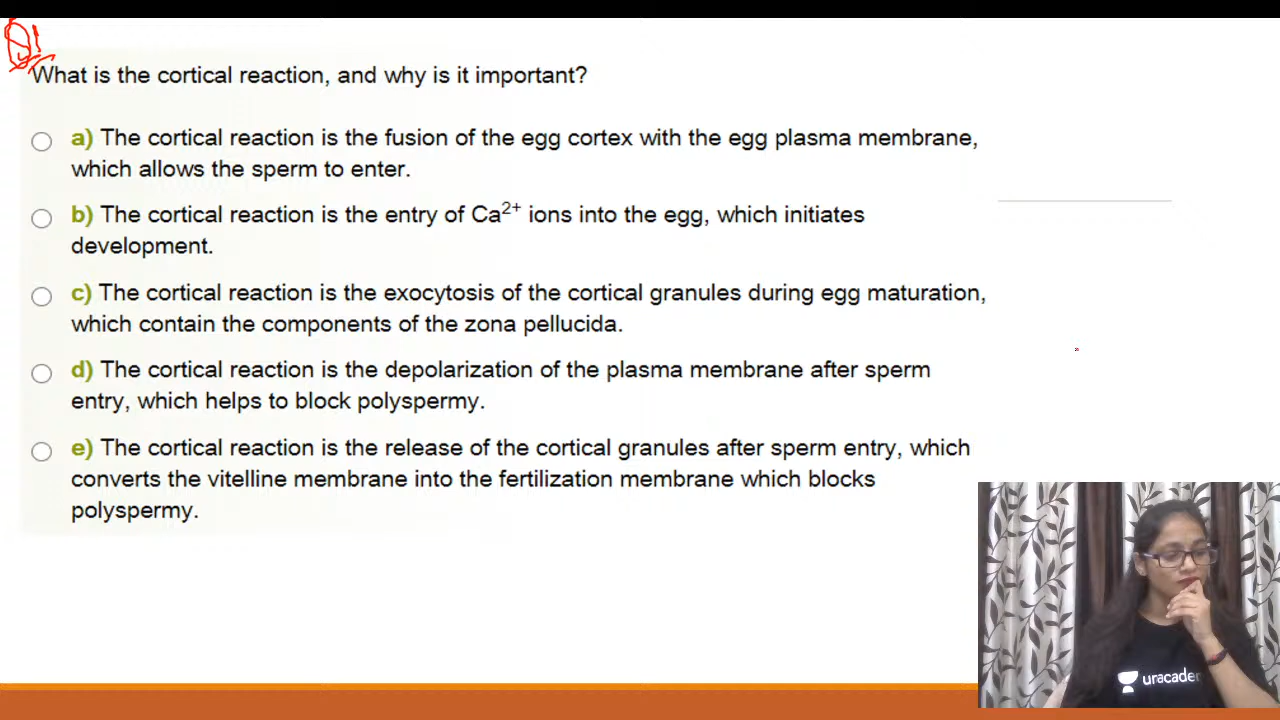 Q1
What is the cortical reaction, and why is it important?
a) The cortical reaction is the fusion of the egg cortex with the egg plasma membrane,
which allows the sperm to enter.
b) The cortical reaction is the entry of Ca²⁺ ions into the egg, which initiates
development.
c) The cortical reaction is the exocytosis of the cortical granules during egg maturation,
which contain the components of the zona pellucida.
d) The cortical reaction is the depolarization of the plasma membrane after sperm
entry, which helps to block polyspermy.
e) The cortical reaction is the release of the cortical granules after sperm entry, which
converts the vitelline membrane into the fertilization membrane which blocks
polyspermy.